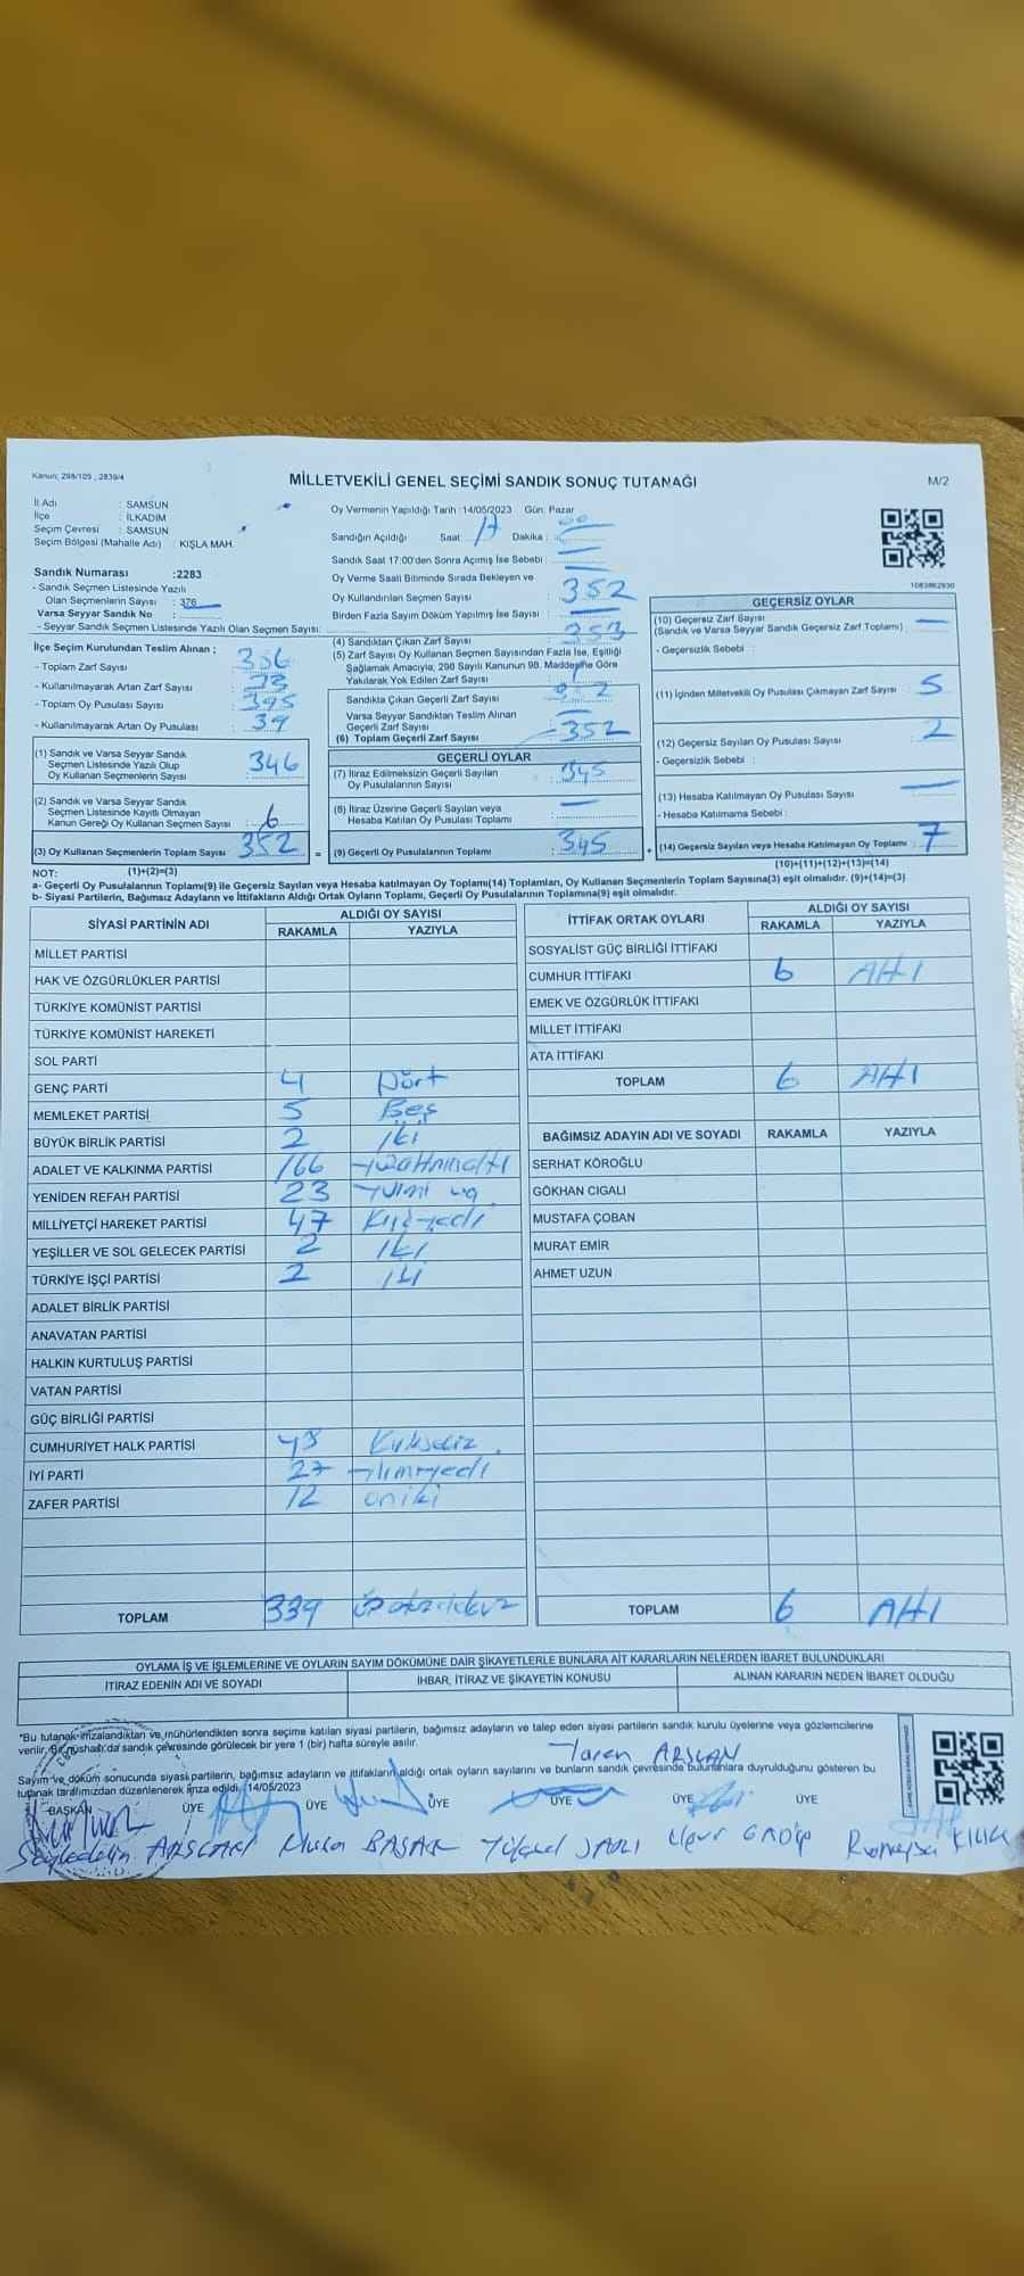 Kanun; 298/105 ; 2839/4
MİLLETVEKİLİ GENEL SEÇİMİ SANDIK SONUÇ TUTANAĞI
M/2
İl Adı : SAMSUN
İlçe : İLKADIM
Seçim Çevresi : SAMSUN
Seçim Bölgesi (Mahalle Adı) : KIŞLA MAH.
Sandık Numarası :2283
- Sandık Seçmen Listesinde Yazılı
Olan Seçmenlerin Sayısı : 376
Varsa Seyyar Sandık No :
- Seyyar Sandık Seçmen Listesinde Yazılı Olan Seçmen Sayısı:
İlçe Seçim Kurulundan Teslim Alınan ;
- Toplam Zarf Sayısı
- Kullanılmayarak Artan Zarf Sayısı
- Toplam Oy Pusulası Sayısı : 395
- Kullanılmayarak Artan Oy Pusulası : 39
(1) Sandık ve Varsa Seyyar Sandık
Seçmen Listesinde Yazılı Olup
Oy Kullanan Seçmenlerin Sayısı 346
(2) Sandık ve Varsa Seyyar Sandık
Seçmen Listesinde Kayıtlı Olmayan
Kanun Gereği Oy Kullanan Seçmen Sayısı : 6
(3) Oy Kullanan Seçmenlerin Toplam Sayısı 352
Oy Vermenin Yapıldığı Tarih :14/05/2023 Gün: Pazar
Sandığın Açıldığı Saat: 17 Dakika : 00
Sandık Saat 17:00'den Sonra Açımış İse Sebebi :
Oy Verme Saati Bitiminde Sırada Bekleyen ve
Oy Kullandırılan Seçmen Sayısı : 352
Birden Fazla Sayım Döküm Yapılmış İse Sayısı :
(4) Sandıktan Çıkan Zarf Sayısı : 353
(5) Zarf Sayısı Oy Kullanan Seçmen Sayısından Fazla İse, Eşitliği
Sağlamak Amacıyla, 298 Sayılı Kanunun 98. Maddesine Göre
Yakılarak Yok Edilen Zarf Sayısı : 1
Sandıkta Çıkan Geçerli Zarf Sayısı
Varsa Seyyar Sandıktan Teslim Alınan
Geçerli Zarf Sayısı
(6) Toplam Geçerli Zarf Sayısı 352
GEÇERLİ OYLAR
(7) İtiraz Edilmeksizin Geçerli Sayılan
Oy Pusulalarının Sayısı : 345
(8) İtiraz Üzerine Geçerli Sayılan veya
Hesaba Katılan Oy Pusulası Toplamı :
= (9) Geçerli Oy Pusulalarının Toplamı : 345
1083862930
GEÇERSİZ OYLAR
(10) Geçersiz Zarf Sayısı
(Sandık ve Varsa Seyyar Sandık Geçersiz Zarf Toplamı)
- Geçersizlik Sebebi :
(11) İçinden Milletvekili Oy Pusulası Çıkmayan Zarf Sayısı : 5
(12) Geçersiz Sayılan Oy Pusulası Sayısı : 2
- Geçersizlik Sebebi :
(13) Hesaba Katılmayan Oy Pusulası Sayısı :
- Hesaba Katılmama Sebebi :
+ (14) Geçersiz Sayılan veya Hesaba Katılmayan Oy Toplamı : 7
NOT: (1)+(2)=(3) (10)+(11)+(12)+(13)=(14)
a- Geçerli Oy Pusulalarının Toplamı(9) ile Geçersiz Sayılan veya Hesaba katılmayan Oy Toplamı(14) Toplamları, Oy Kullanan Seçmenlerin Toplam Sayısına(3) eşit olmalıdır. (9)+(14)=(3)
b- Siyasi Partilerin, Bağımsız Adayların ve İttifakların Aldığı Ortak Oyların Toplamı, Geçerli Oy Pusulalarının Toplamına(9) eşit olmalıdır.
SİYASİ PARTİNİN ADI ALDIĞI OY SAYISI
RAKAMLA YAZIYLA
MİLLET PARTİSİ
HAK VE ÖZGÜRLÜKLER PARTİSİ
TÜRKİYE KOMÜNİST PARTİSİ
TÜRKİYE KOMÜNİST HAREKETİ
SOL PARTİ
GENÇ PARTİ 4 Dört
MEMLEKET PARTİSİ 5 Beş
BÜYÜK BİRLİK PARTİSİ 2 İki
ADALET VE KALKINMA PARTİSİ 166
YENİDEN REFAH PARTİSİ 23
MİLLİYETÇİ HAREKET PARTİSİ 47
YEŞİLLER VE SOL GELECEK PARTİSİ 2 İki
TÜRKİYE İŞÇİ PARTİSİ 2 İki
ADALET BİRLİK PARTİSİ
ANAVATAN PARTİSİ
HALKIN KURTULUŞ PARTİSİ
VATAN PARTİSİ
GÜÇ BİRLİĞİ PARTİSİ
CUMHURİYET HALK PARTİSİ 43
İYİ PARTİ 27
ZAFER PARTİSİ 12 oniki
TOPLAM 339
İTTİFAK ORTAK OYLARI ALDIĞI OY SAYISI
RAKAMLA YAZIYLA
SOSYALİST GÜÇ BİRLİĞİ İTTİFAKI
CUMHUR İTTİFAKI 6 AHI
EMEK VE ÖZGÜRLÜK İTTİFAKI
MİLLET İTTİFAKI
ATA İTTİFAKI
TOPLAM 6 AHI
BAĞIMSIZ ADAYIN ADI VE SOYADI RAKAMLA YAZIYLA
SERHAT KÖROĞLU
GÖKHAN CIGALI
MUSTAFA ÇOBAN
MURAT EMİR
AHMET UZUN
TOPLAM 6 AHI
OYLAMA İŞ VE İŞLEMLERİNE VE OYLARIN SAYIM DÖKÜMÜNE DAİR ŞİKAYETLERLE BUNLARA AİT KARARLARIN NELERDEN İBARET BULUNDUKLARI
İTİRAZ EDENİN ADI VE SOYADI İHBAR, İTİRAZ VE ŞİKAYETİN KONUSU ALINAN KARARIN NEDEN İBARET OLDUĞU
*Bu tutanak imzalandıktan ve mühürlendikten sonra seçime katılan siyasi partilerin, bağımsız adayların ve talep eden siyasi partilerin sandık kurulu üyelerine veya gözlemcilerine
verilir, Bir nüshası da sandık çevresinde görülecek bir yere 1 (bir) hafta süreyle asılır.
ARSLAN
Sayım ve döküm sonucunda siyasi partilerin, bağımsız adayların ve ittifakların aldığı ortak oyların sayılarını ve bunların sandık çevresinde bulunanlara duyrulduğunu gösteren bu
tutanak tarafımızdan düzenlenerek imza edildi. 14/05/2023
BAŞKAN ÜYE ÜYE ÜYE ÜYE ÜYE ÜYE
ARSLAN BAŞAR KILIÇ